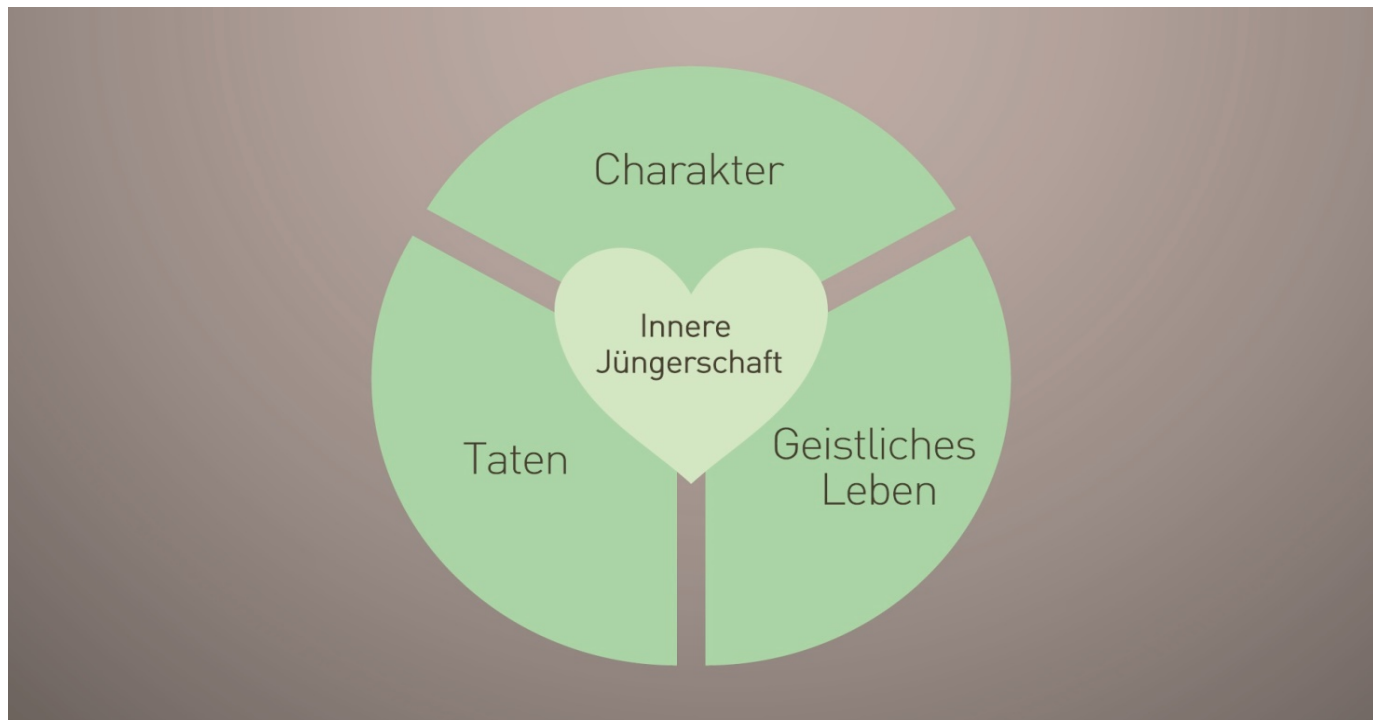 Charakter
Innere
Jüngerschaft
Taten
Geistliches
Leben